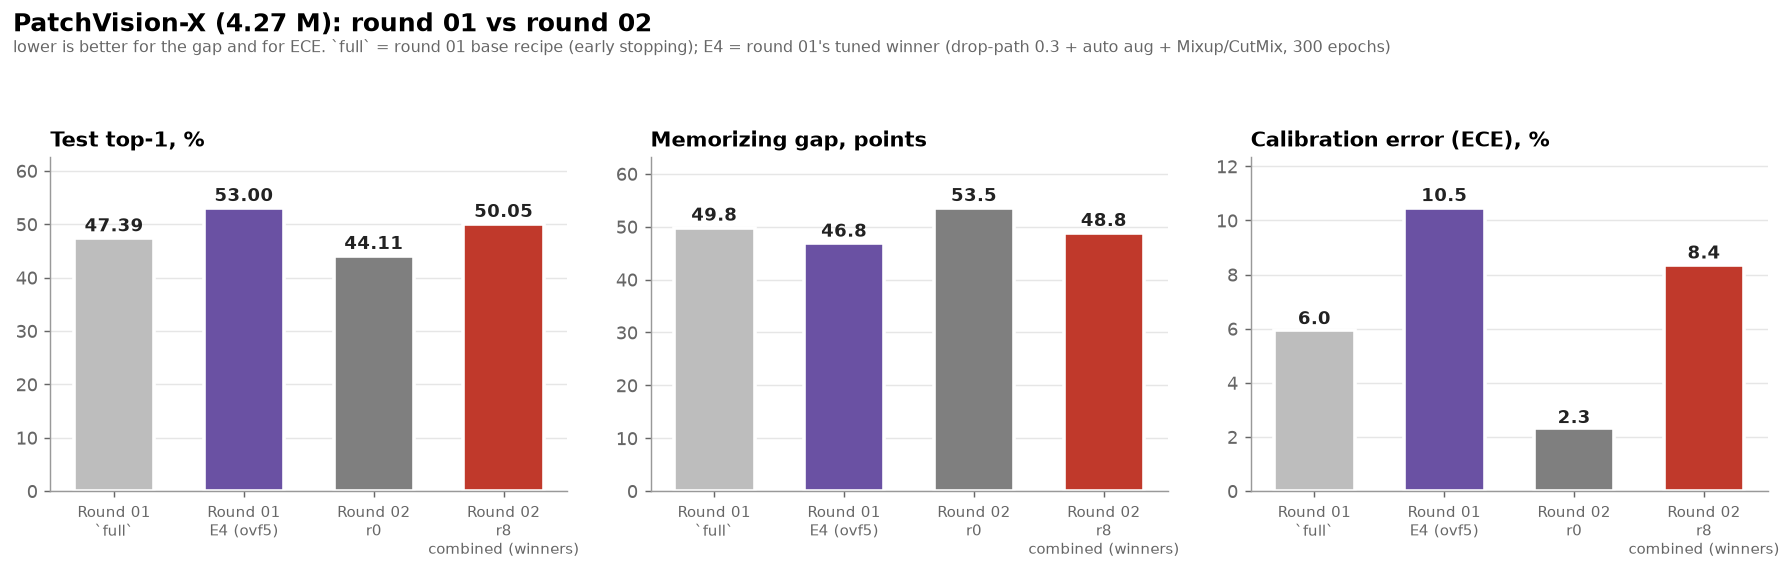 PatchVision-X (4.27 M): round 01 vs round 02
lower is better for the gap and for ECE. `full` = round 01 base recipe (early stopping); E4 = round 01's tuned winner (drop-path 0.3 + auto aug + Mixup/CutMix, 300 epochs)
Test top-1, %
60
50
40
30
20
10
0
47.39
53.00
44.11
50.05
Round 01
`full`
Round 01
E4 (ovf5)
Round 02
r0
Round 02
r8
combined (winners)
Memorizing gap, points
60
50
40
30
20
10
0
49.8
46.8
53.5
48.8
Round 01
`full`
Round 01
E4 (ovf5)
Round 02
r0
Round 02
r8
combined (winners)
Calibration error (ECE), %
12
10
8
6
4
2
0
6.0
10.5
2.3
8.4
Round 01
`full`
Round 01
E4 (ovf5)
Round 02
r0
Round 02
r8
combined (winners)